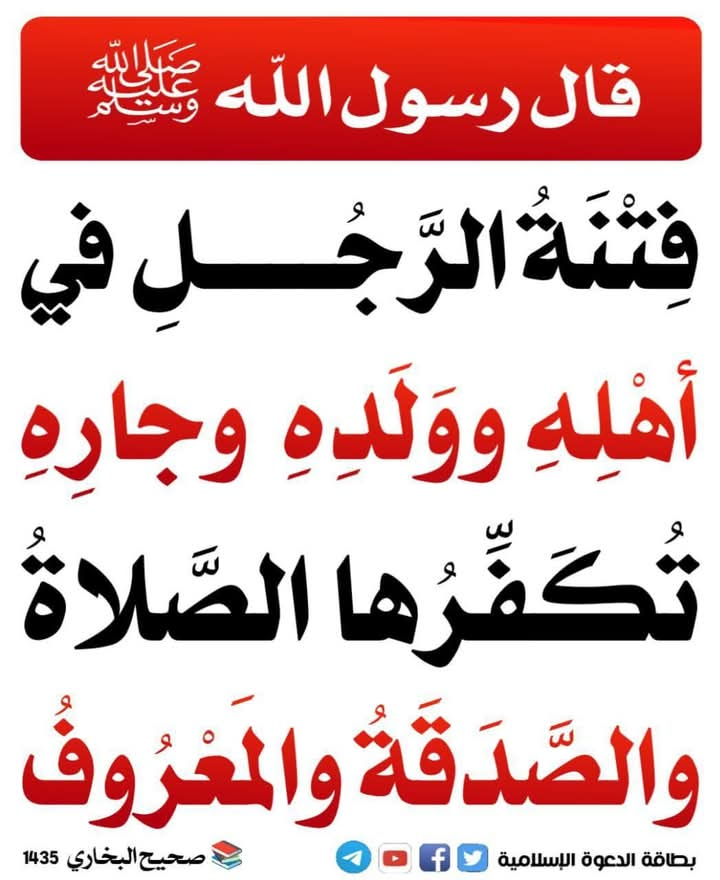 قال رسول الله صلى الله عليه وسلم
فِتْنَةُ الرَّجُـــلِ في
أهْلِهِ ووَلَدِهِ وجارِهِ
تُكَفِّرُها الصَّلاةُ
والصَّدَقَةُ والمَعْرُوفُ
بطاقة الدعوة الإسلامية صحيح البخاري 1435